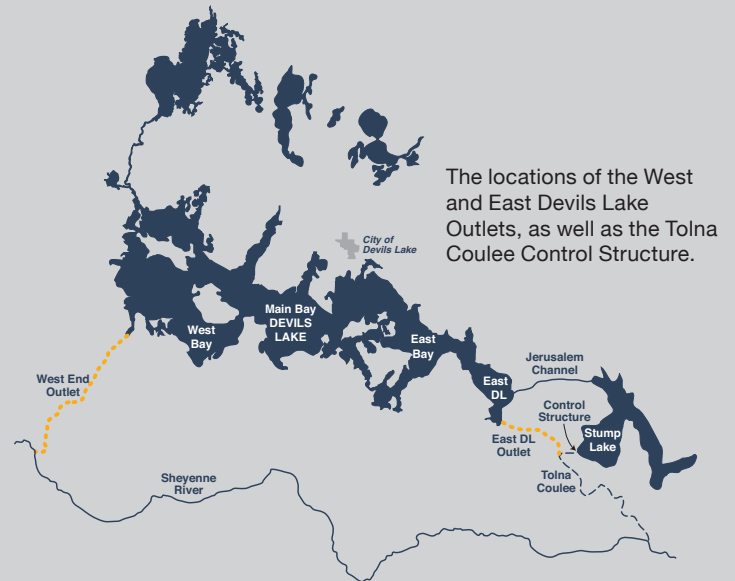 The locations of the West
and East Devils Lake
Outlets, as well as the Tolna
Coulee Control Structure.
City of
Devils Lake
Main Bay
DEVILS
LAKE
West
Bay
East
Bay
Jerusalem
Channel
West End
Outlet
East
DL
Control
Structure
Stump
Lake
East DL
Outlet
Tolna
Coulee
Sheyenne
River